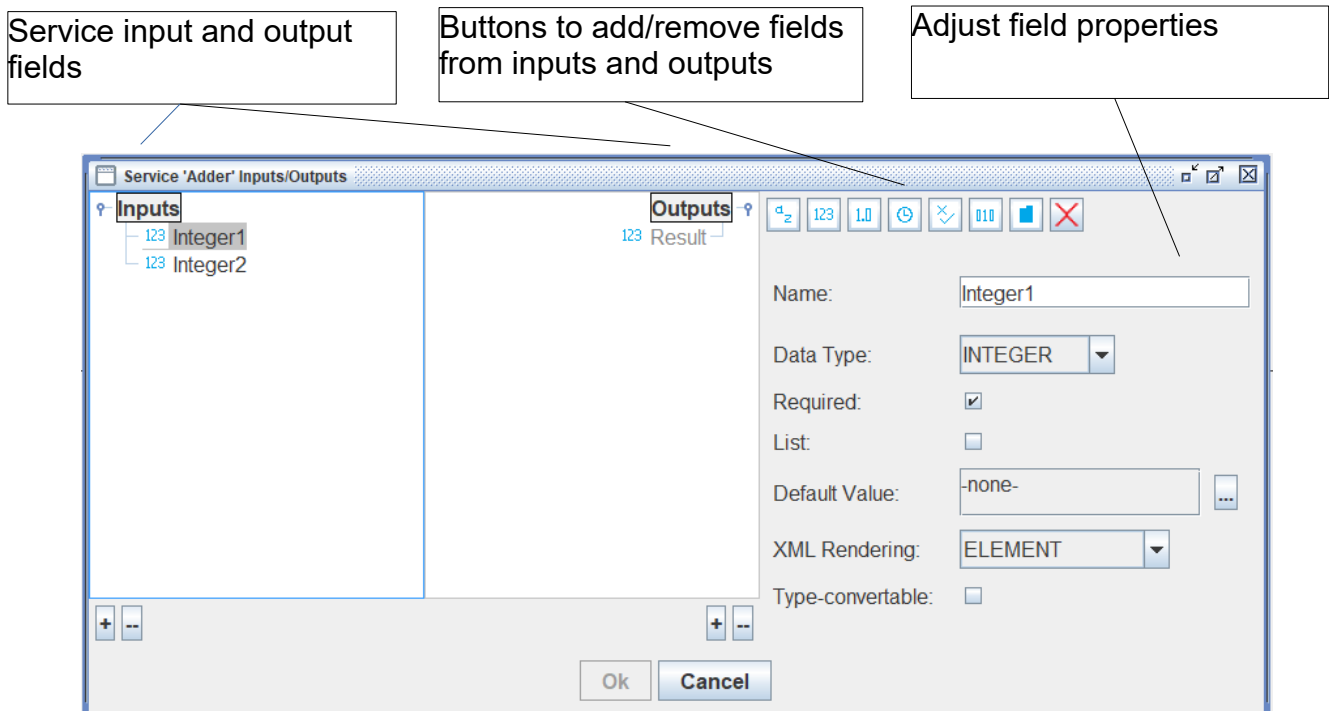 Service input and output
fields
Buttons to add/remove fields
from inputs and outputs
Adjust field properties
Service 'Adder' Inputs/Outputs
Inputs
123 Integer1
123 Integer2
Outputs
123 Result
a z 123 1.0 010
Name: Integer1
Data Type: INTEGER
Required:
List:
Default Value: -none- ...
XML Rendering: ELEMENT
Type-convertable:
+ -- + --
Ok Cancel